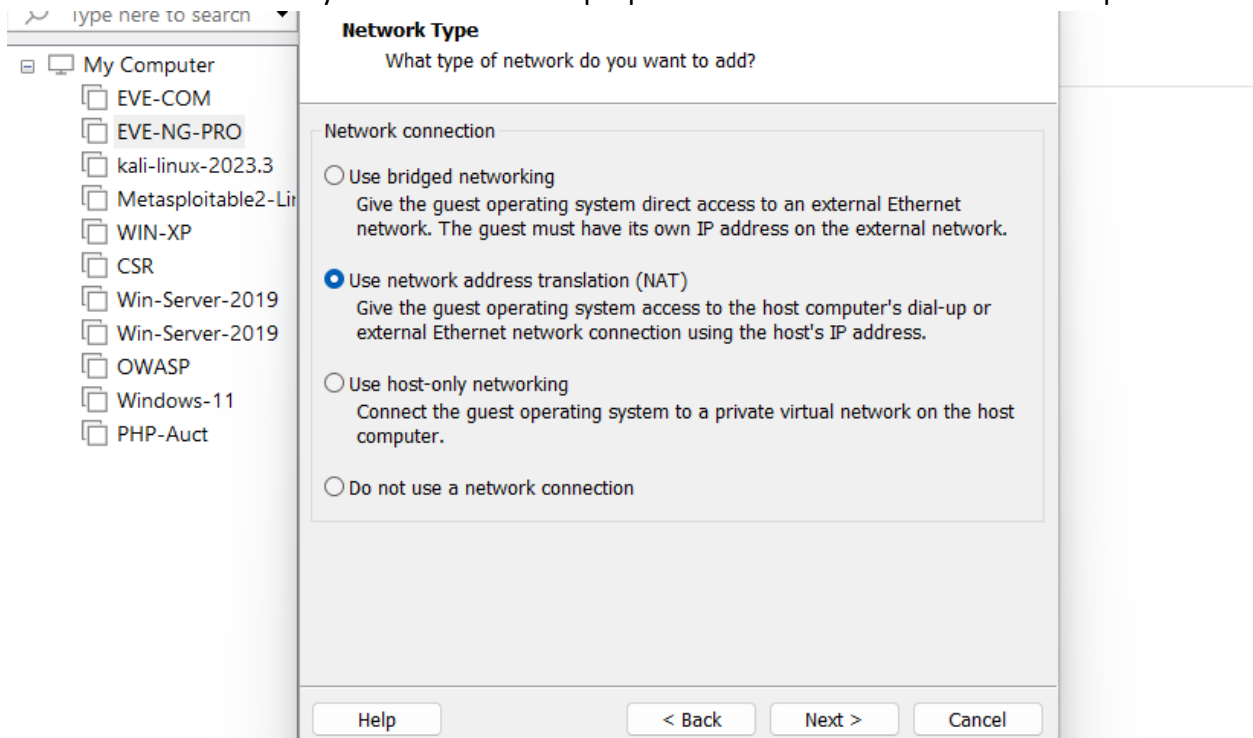 Type here to search
My Computer
EVE-COM
EVE-NG-PRO
kali-linux-2023.3
Metasploitable2-Lin
WIN-XP
CSR
Win-Server-2019
Win-Server-2019
OWASP
Windows-11
PHP-Auct
Network Type
What type of network do you want to add?
Network connection
Use bridged networking
Give the guest operating system direct access to an external Ethernet
network. The guest must have its own IP address on the external network.
Use network address translation (NAT)
Give the guest operating system access to the host computer's dial-up or
external Ethernet network connection using the host's IP address.
Use host-only networking
Connect the guest operating system to a private virtual network on the host
computer.
Do not use a network connection
Help
< Back
Next >
Cancel